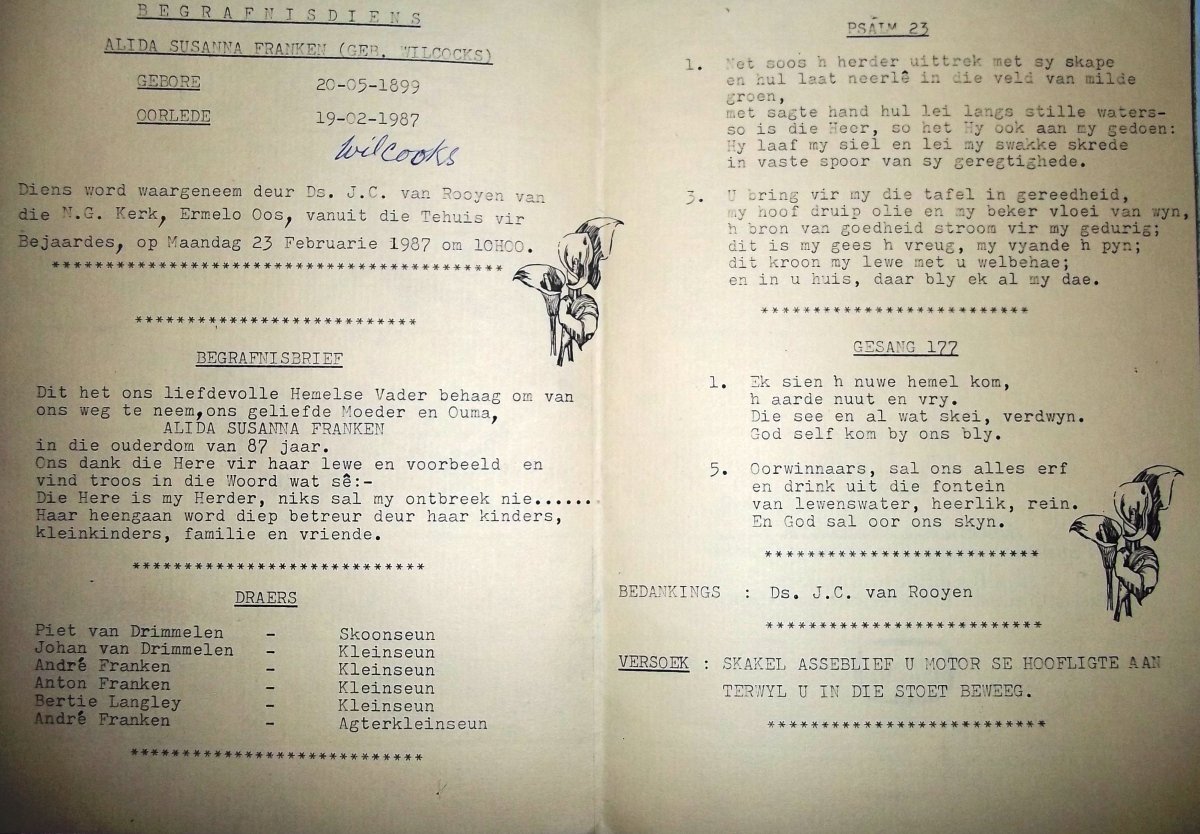 BEGRAFNISDIENS
ALIDA SUSANNA FRANKEN (GEB. WILCOCKS)
GEBORE 20-05-1899
OORLEDE 19-02-1987
Wilcocks
Diens word waargeneem deur Ds. J.C. van Rooyen van
die N.G. Kerk, Ermelo Oos, vanuit die Tehuis vir
Bejaardes, op Maandag 23 Februarie 1987 om 10H00.
***********************************
**************************
BEGRAFNISBRIEF
Dit het ons liefdevolle Hemelse Vader behaag om van
ons weg te neem,ons geliefde Moeder en Ouma,
ALIDA SUSANNA FRANKEN
in die ouderdom van 87 jaar.
Ons dank die Here vir haar lewe en voorbeeld en
vind troos in die Woord wat sê:-
Die Here is my Herder, niks sal my ontbreek nie......
Haar heengaan word diep betreur deur haar kinders,
kleinkinders, familie en vriende.
***************************
DRAERS
Piet van Drimmelen - Skoonseun
Johan van Drimmelen - Kleinseun
André Franken - Kleinseun
Anton Franken - Kleinseun
Bertie Langley - Kleinseun
André Franken - Agterkleinseun
***************************
PSALM 23
1. Net soos h herder uittrek met sy skape
en hul laat neerlê in die veld van milde
groen,
met sagte hand hul lei langs stille waters-
so is die Heer, so het Hy ook aan my gedoen:
Hy laaf my siel en lei my swakke skrede
in vaste spoor van sy geregtighede.
3. U bring vir my die tafel in gereedheid,
my hoof druip olie en my beker vloei van wyn,
h bron van goedheid stroom vir my gedurig;
dit is my gees h vreug, my vyande h pyn;
dit kroon my lewe met u welbehae;
en in u huis, daar bly ek al my dae.
*************************
GESANG 177
1. Ek sien h nuwe hemel kom,
h aarde nuut en vry.
Die see en al wat skei, verdwyn.
God self kom by ons bly.
5. Oorwinnaars, sal ons alles erf
en drink uit die fontein
van lewenswater, heerlik, rein.
En God sal oor ons skyn.
**************************
BEDANKINGS : Ds. J.C. van Rooyen
**************************
VERSOEK : SKAKEL ASSEBLIEF U MOTOR SE HOOFLIGTE AAN
TERWYL U IN DIE STOET BEWEEG.
**************************